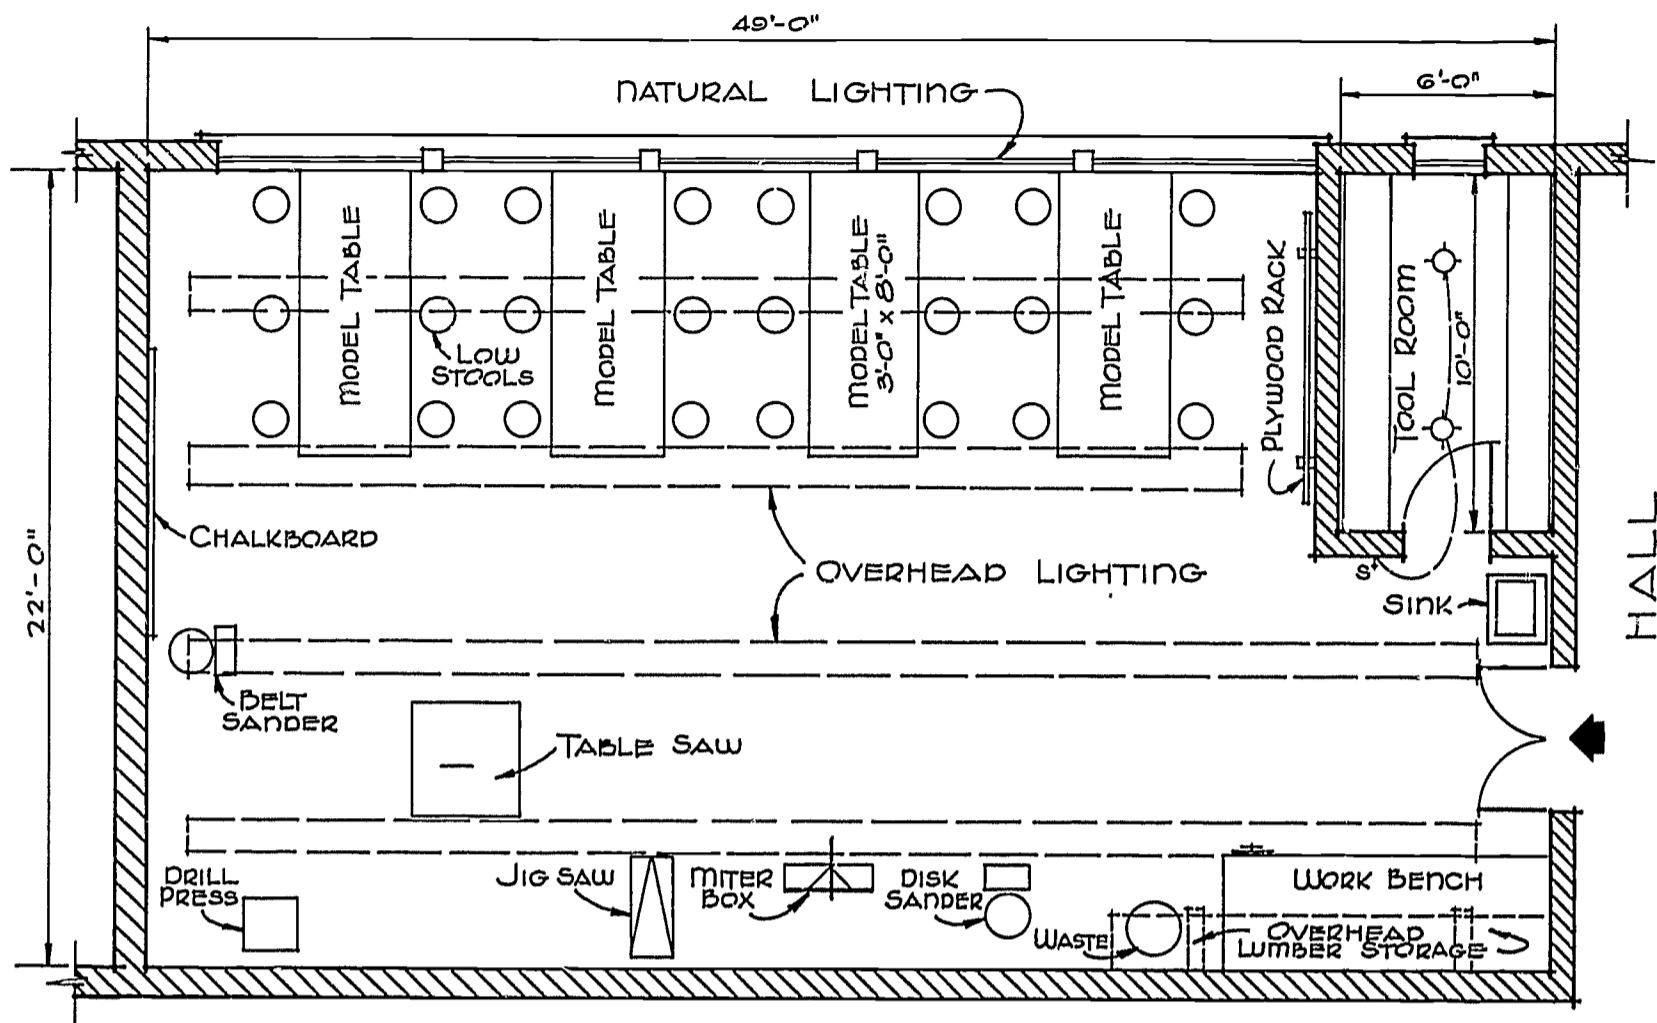 49'-0"
6'-0"
NATURAL LIGHTING
MODEL TABLE
MODEL TABLE
MODEL TABLE
3'-0" x 8'-0"
MODEL TABLE
LOW
STOOLS
PLYWOOD RACK
TOOL ROOM
10'-0"
22'-0"
CHALKBOARD
OVERHEAD LIGHTING
S
SINK
HALL
BELT
SANDER
TABLE SAW
DRILL
PRESS
JIG SAW
MITER
BOX
DISK
SANDER
WORK BENCH
WASTE
OVERHEAD
LUMBER STORAGE